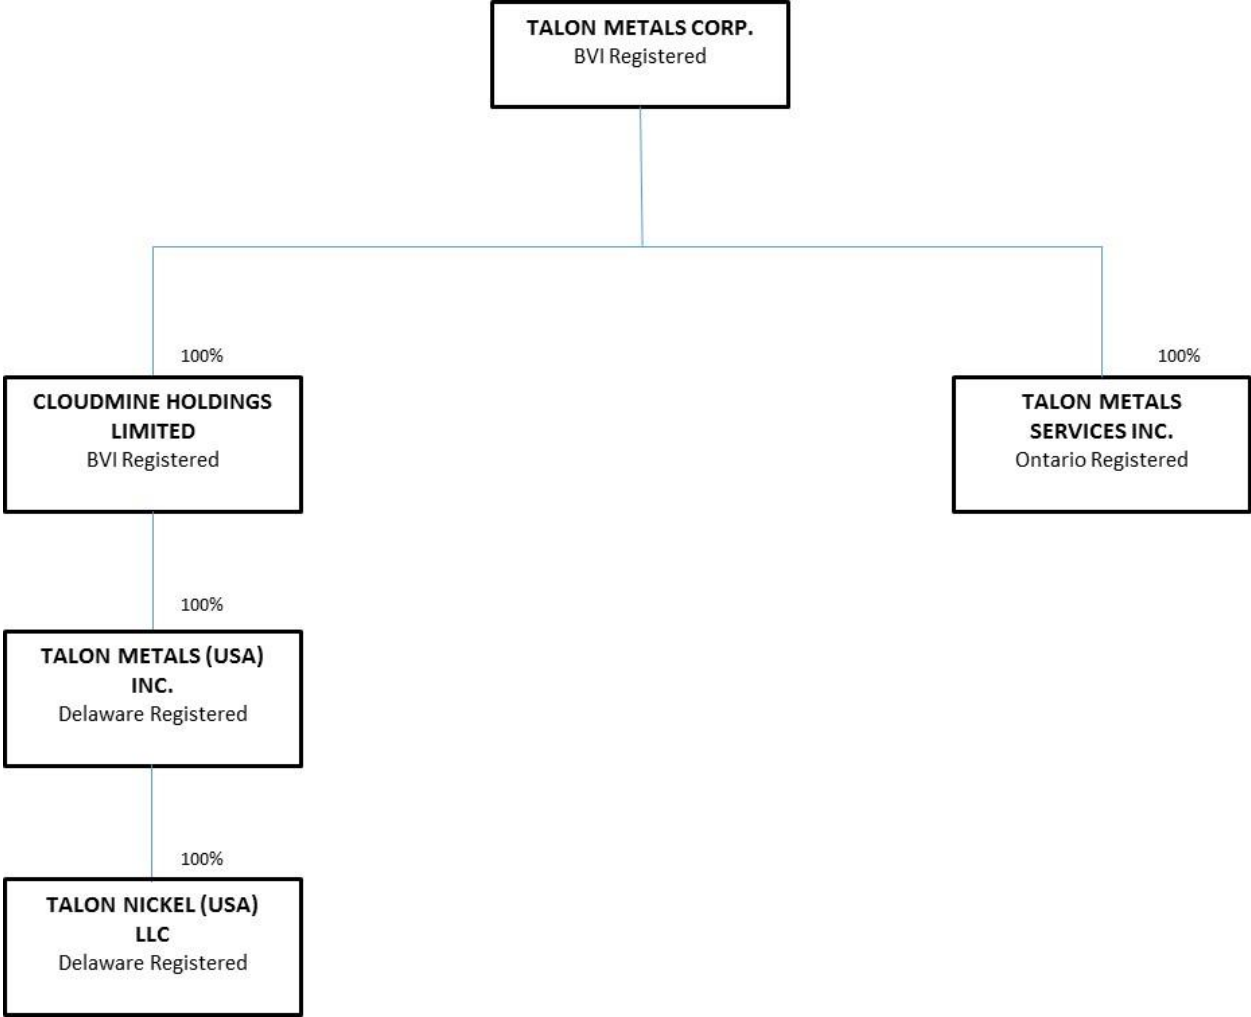 TALON METALS CORP.
BVI Registered
100%
100%
CLOUDMINE HOLDINGS
LIMITED
BVI Registered
TALON METALS
SERVICES INC.
Ontario Registered
100%
TALON METALS (USA)
INC.
Delaware Registered
100%
TALON NICKEL (USA)
LLC
Delaware Registered